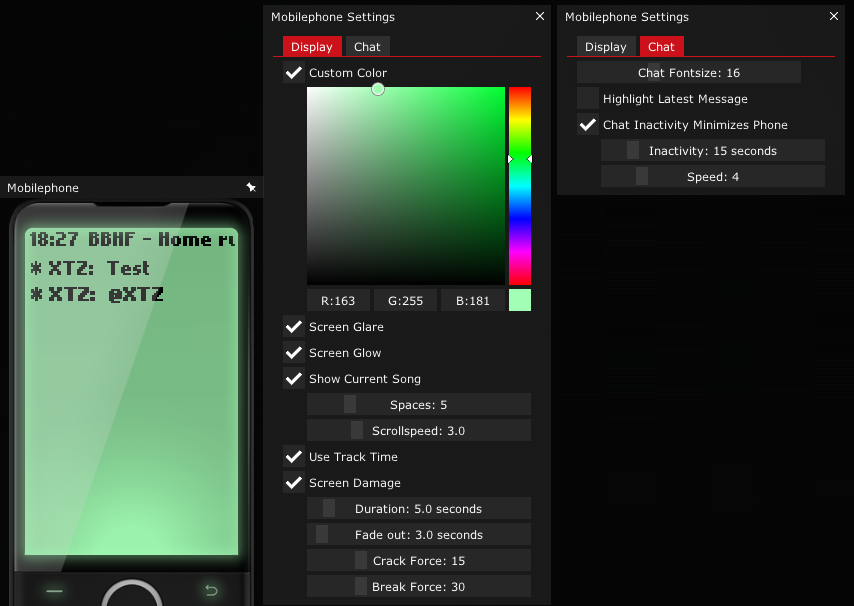 Mobilephone
18:27 BBHF - Home ru
* XTZ: Test
* XTZ: @XTZ
Mobilephone Settings
Display Chat
Custom Color
R:163 G:255 B:181
Screen Glare
Screen Glow
Show Current Song
Spaces: 5
Scrollspeed: 3.0
Use Track Time
Screen Damage
Duration: 5.0 seconds
Fade out: 3.0 seconds
Crack Force: 15
Break Force: 30
Mobilephone Settings
Display Chat
Chat Fontsize: 16
Highlight Latest Message
Chat Inactivity Minimizes Phone
Inactivity: 15 seconds
Speed: 4